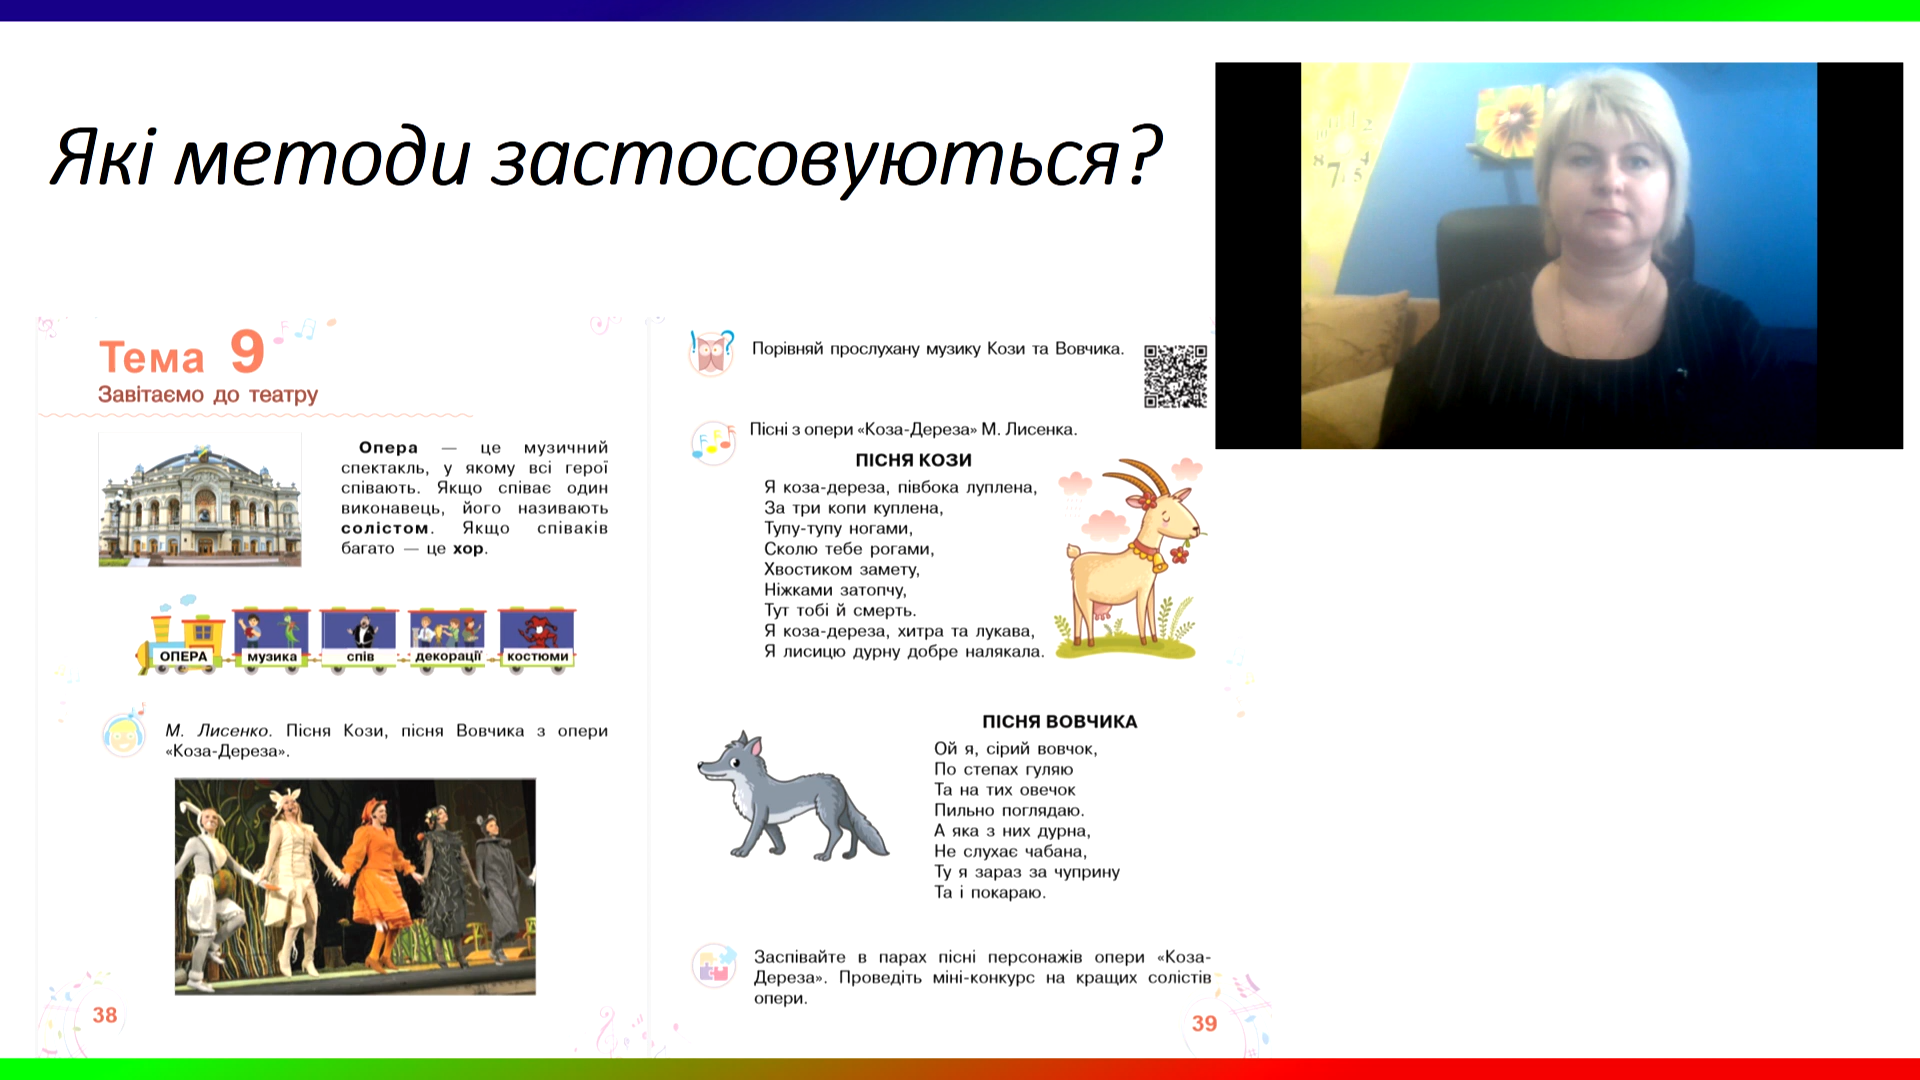 Які методи застосовуються?
Тема 9
Завітаємо до театру
Опера — це музичний
спектакль, у якому всі герої
співають. Якщо співає один
виконавець, його називають
солістом. Якщо співаків
багато — це хор.
ОПЕРА музика спів декорації костюми
М. Лисенко. Пісня Кози, пісня Вовчика з опери
«Коза-Дереза».
38
Порівняй прослухану музику Кози та Вовчика.
Пісні з опери «Коза-Дереза» М. Лисенка.
ПІСНЯ КОЗИ
Я коза-дереза, півбока луплена,
За три копи куплена,
Тупу-тупу ногами,
Сколю тебе рогами,
Хвостиком замету,
Ніжками затопчу,
Тут тобі й смерть.
Я коза-дереза, хитра та лукава,
Я лисицю дурну добре налякала.
ПІСНЯ ВОВЧИКА
Ой я, сірий вовчок,
По степах гуляю
Та на тих овечок
Пильно поглядаю.
А яка з них дурна,
Не слухає чабана,
Ту я зараз за чуприну
Та і покараю.
Заспівайте в парах пісні персонажів опери «Коза-
Дереза». Проведіть міні-конкурс на кращих солістів
опери.
39